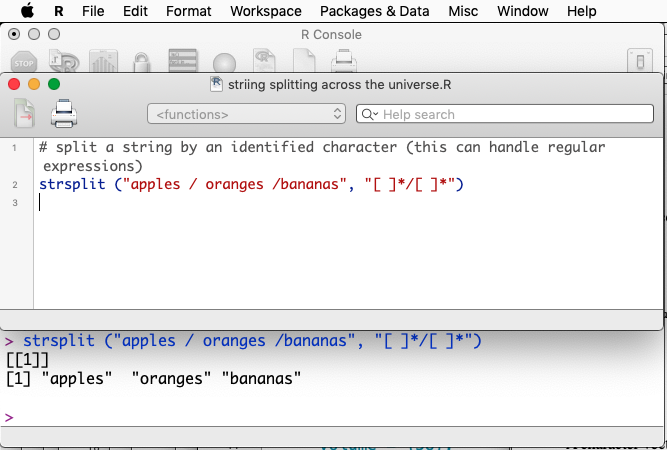 R File Edit Format Workspace Packages & Data Misc Window Help
R Console
STOP
striing splitting across the universe.R
<functions> Help search
1 # split a string by an identified character (this can handle regular
expressions)
2 strsplit ("apples / oranges /bananas", "[ ]*/[ ]*")
3
> strsplit ("apples / oranges /bananas", "[ ]*/[ ]*")
[[1]]
[1] "apples"  "oranges" "bananas"
>